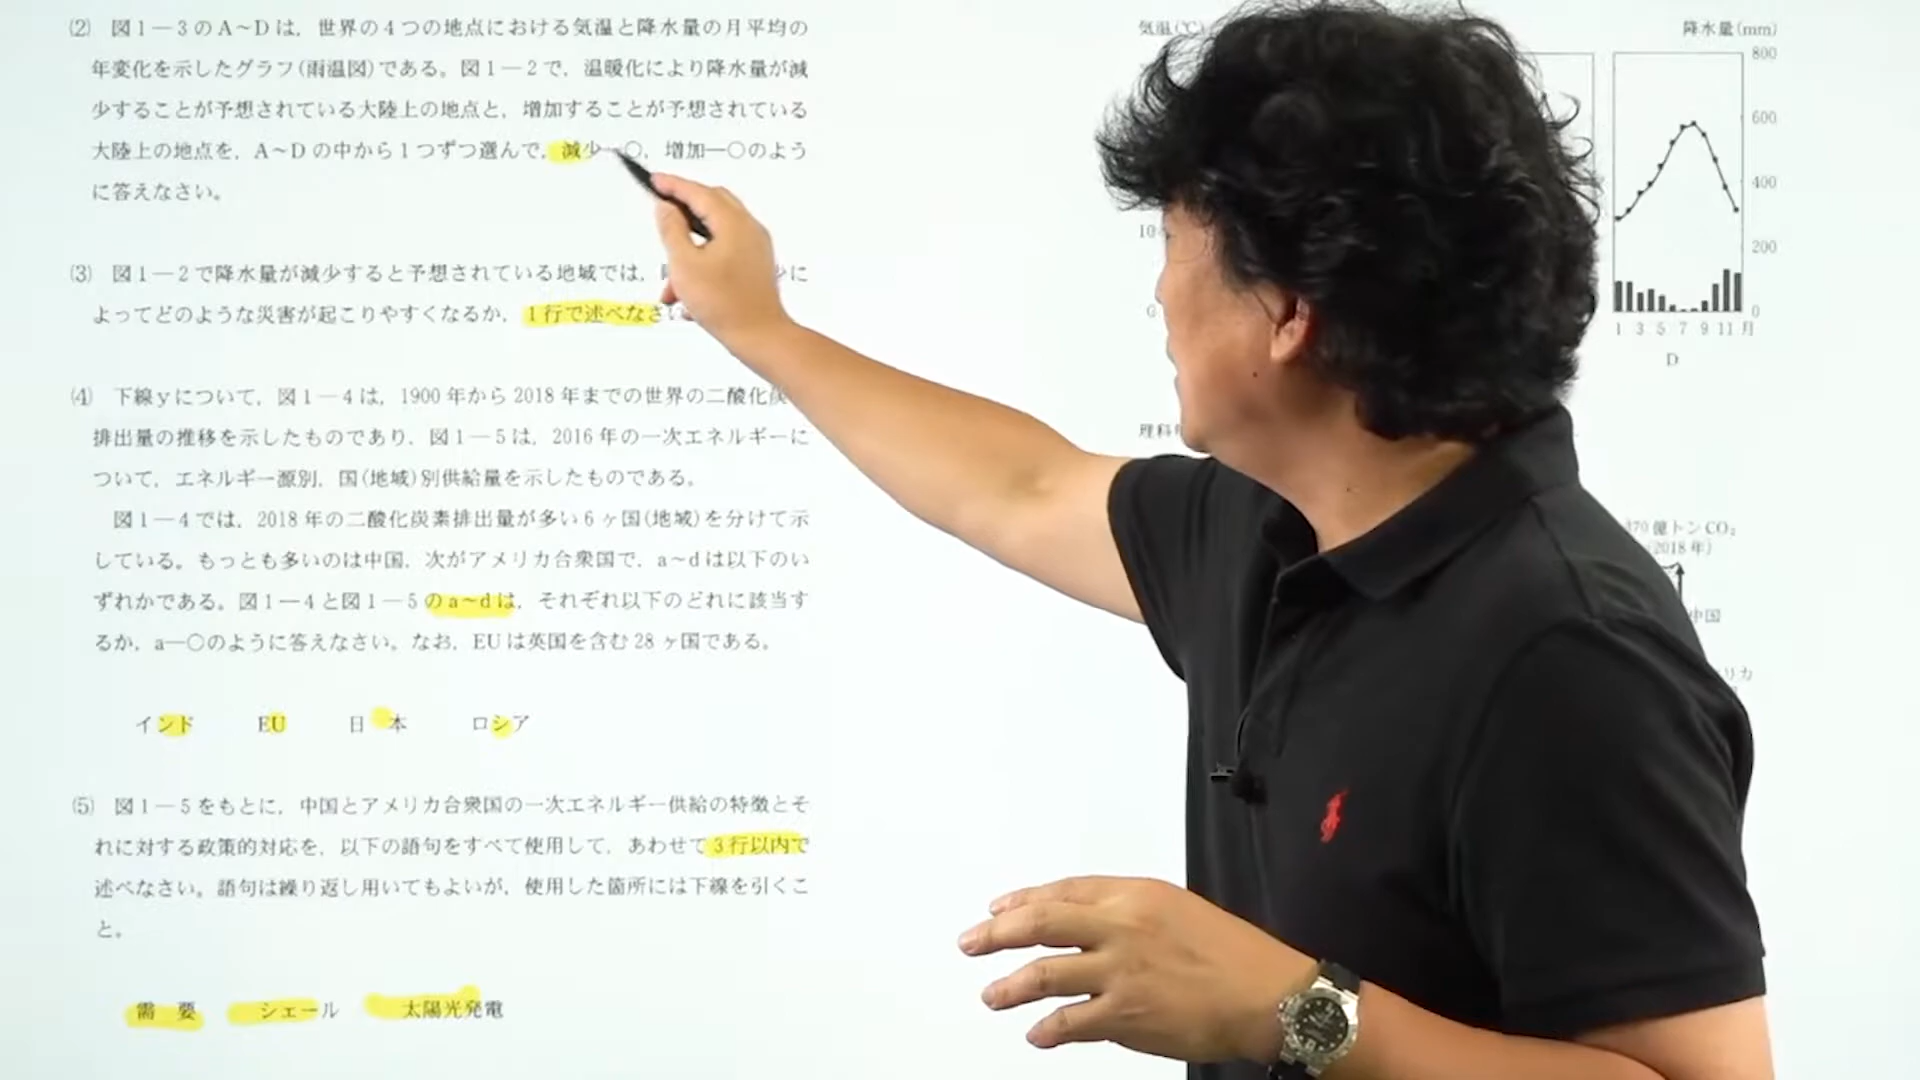 (2) 図1―3のA～Dは，世界の4つの地点における気温と降水量の月平均の
年変化を示したグラフ(雨温図)である。図1―2で，温暖化により降水量が減
少することが予想されている大陸上の地点と，増加することが予想されている
大陸上の地点を，A～Dの中から1つずつ選んで，減少―○，増加―○のよう
に答えなさい。
(3) 図1―2で降水量が減少すると予想されている地域では，
によってどのような災害が起こりやすくなるか，1行で述べなさい
(4) 下線yについて，図1―4は，1900年から2018年までの世界の二酸化炭
排出量の推移を示したものであり，図1―5は，2016年の一次エネルギーに
ついて，エネルギー源別，国(地域)別供給量を示したものである。
図1―4では，2018年の二酸化炭素排出量が多い6ヶ国(地域)を分けて示
している。もっとも多いのは中国，次がアメリカ合衆国で，a～dは以下のい
ずれかである。図1―4と図1―5のa～dは，それぞれ以下のどれに該当す
るか，a―○のように答えなさい。なお，EUは英国を含む28ヶ国である。
インド EU 日本 ロシア
(5) 図1―5をもとに，中国とアメリカ合衆国の一次エネルギー供給の特徴とそ
れに対する政策的対応を，以下の語句をすべて使用して，あわせて3行以内で
述べなさい。語句は繰り返し用いてもよいが，使用した箇所には下線を引くこ
と。
需要 シェール 太陽光発電
気温(℃) 降水量(mm)
800
600
400
10
200
0 0
1 3 5 7 9 11 月
D
理科
370億トンCO₂
(2018年)
中国
リカ